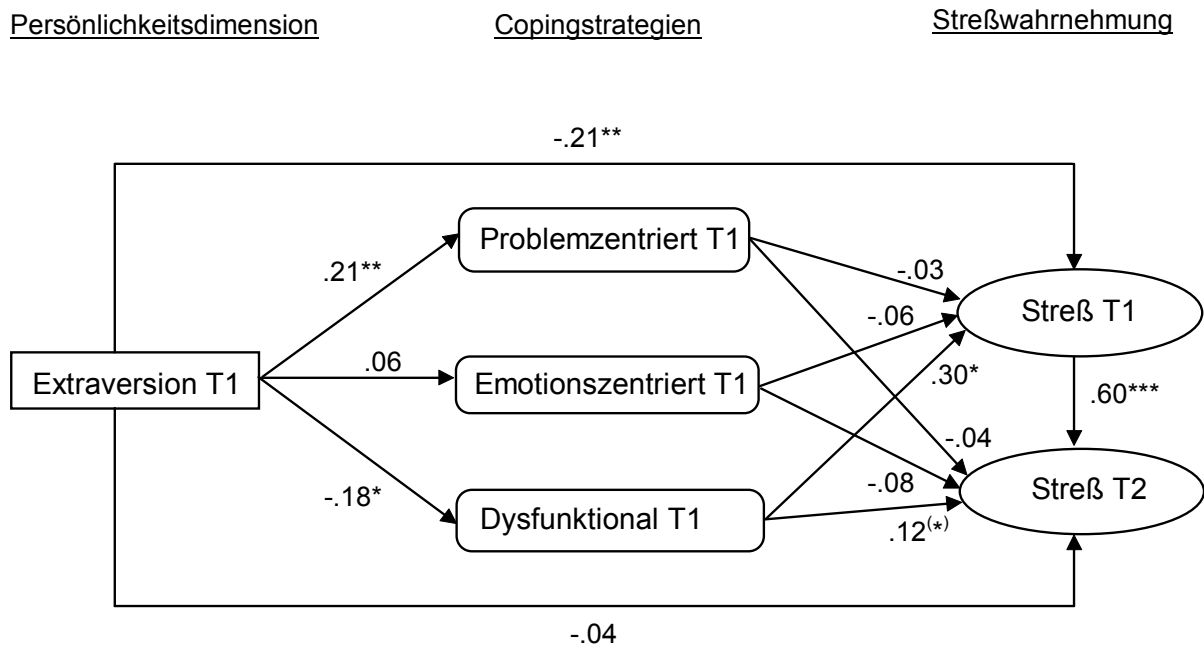 Persönlichkeitsdimension
Copingstrategien
Streßwahrnehmung
-.21**
Problemzentriert T1
.21**
-.03
Streß T1
-.06
.06
Extraversion T1
Emotionszentriert T1
.30*
.60***
-.04
-.18*
-.08
Streß T2
Dysfunktional T1
.12(*)
-.04